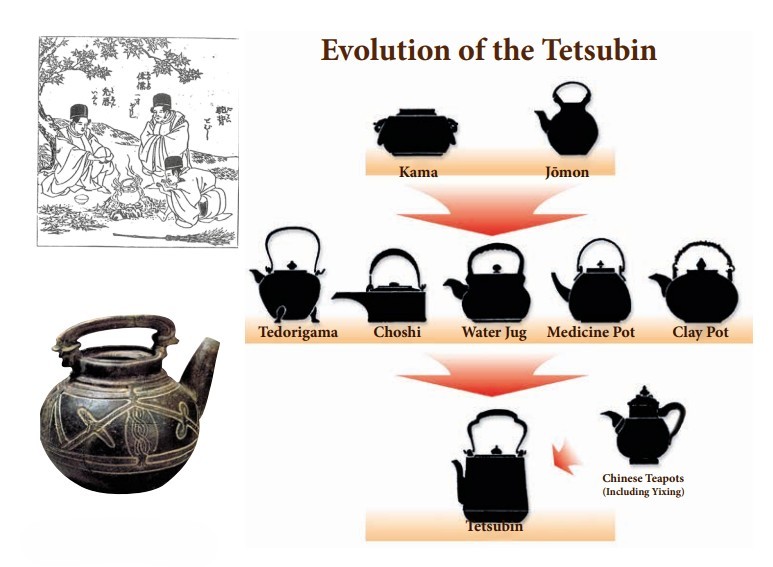 Evolution of the Tetsubin
Kama
Jōmon
Tedorigama
Choshi
Water Jug
Medicine Pot
Clay Pot
Chinese Teapots
(Including Yixing)
Tetsubin